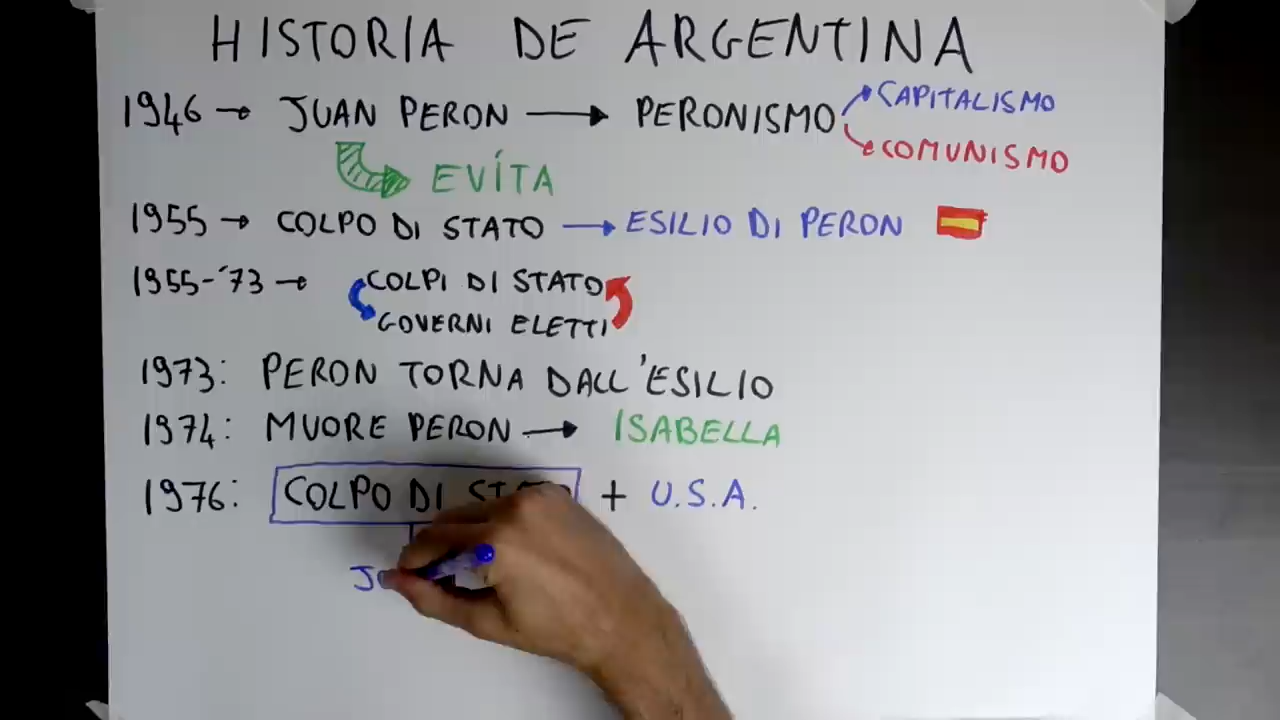 HISTORIA DE ARGENTINA
1946 → JUAN PERON → PERONISMO
CAPITALISMO
COMUNISMO
EVÍTA
1955 → COLPO DI STATO → ESILIO DI PERON
1955-'73 → COLPI DI STATO
GOVERNI ELETTI
1973: PERON TORNA DALL'ESILIO
1974: MUORE PERON → ISABELLA
1976: COLPO DI + U.S.A.